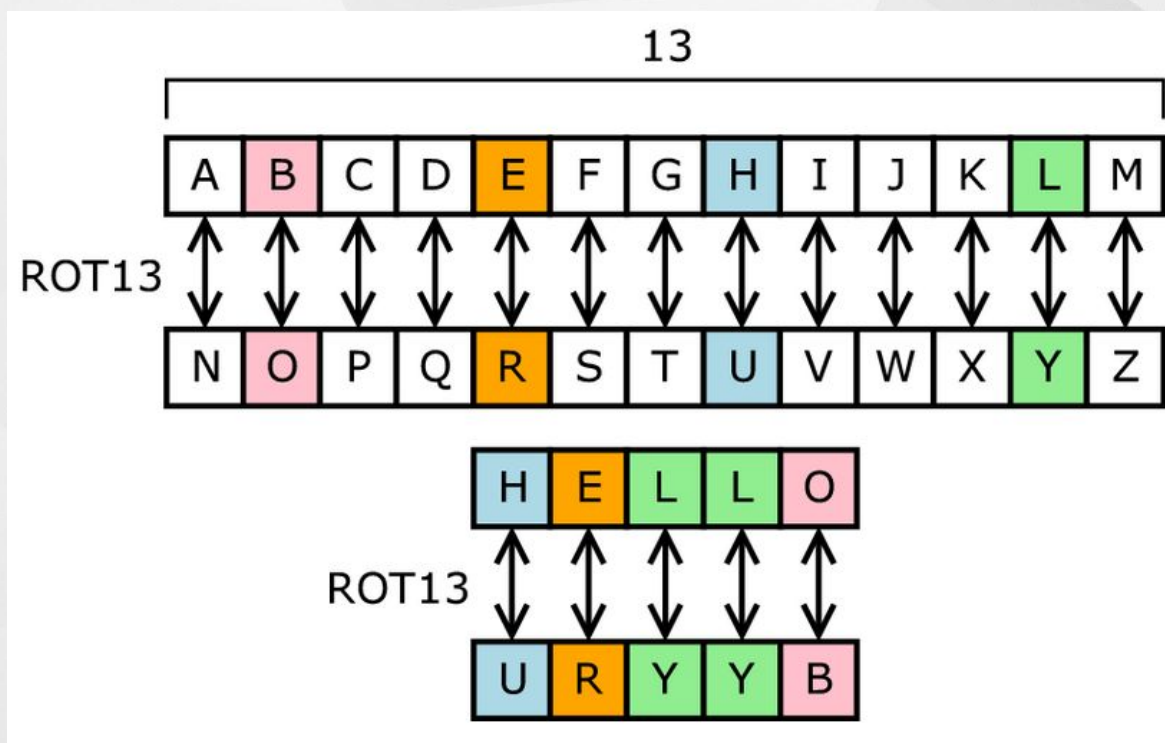 13
A B C D E F G H I J K L M
ROT13
N O P Q R S T U V W X Y Z
H E L L O
ROT13
U R Y Y B